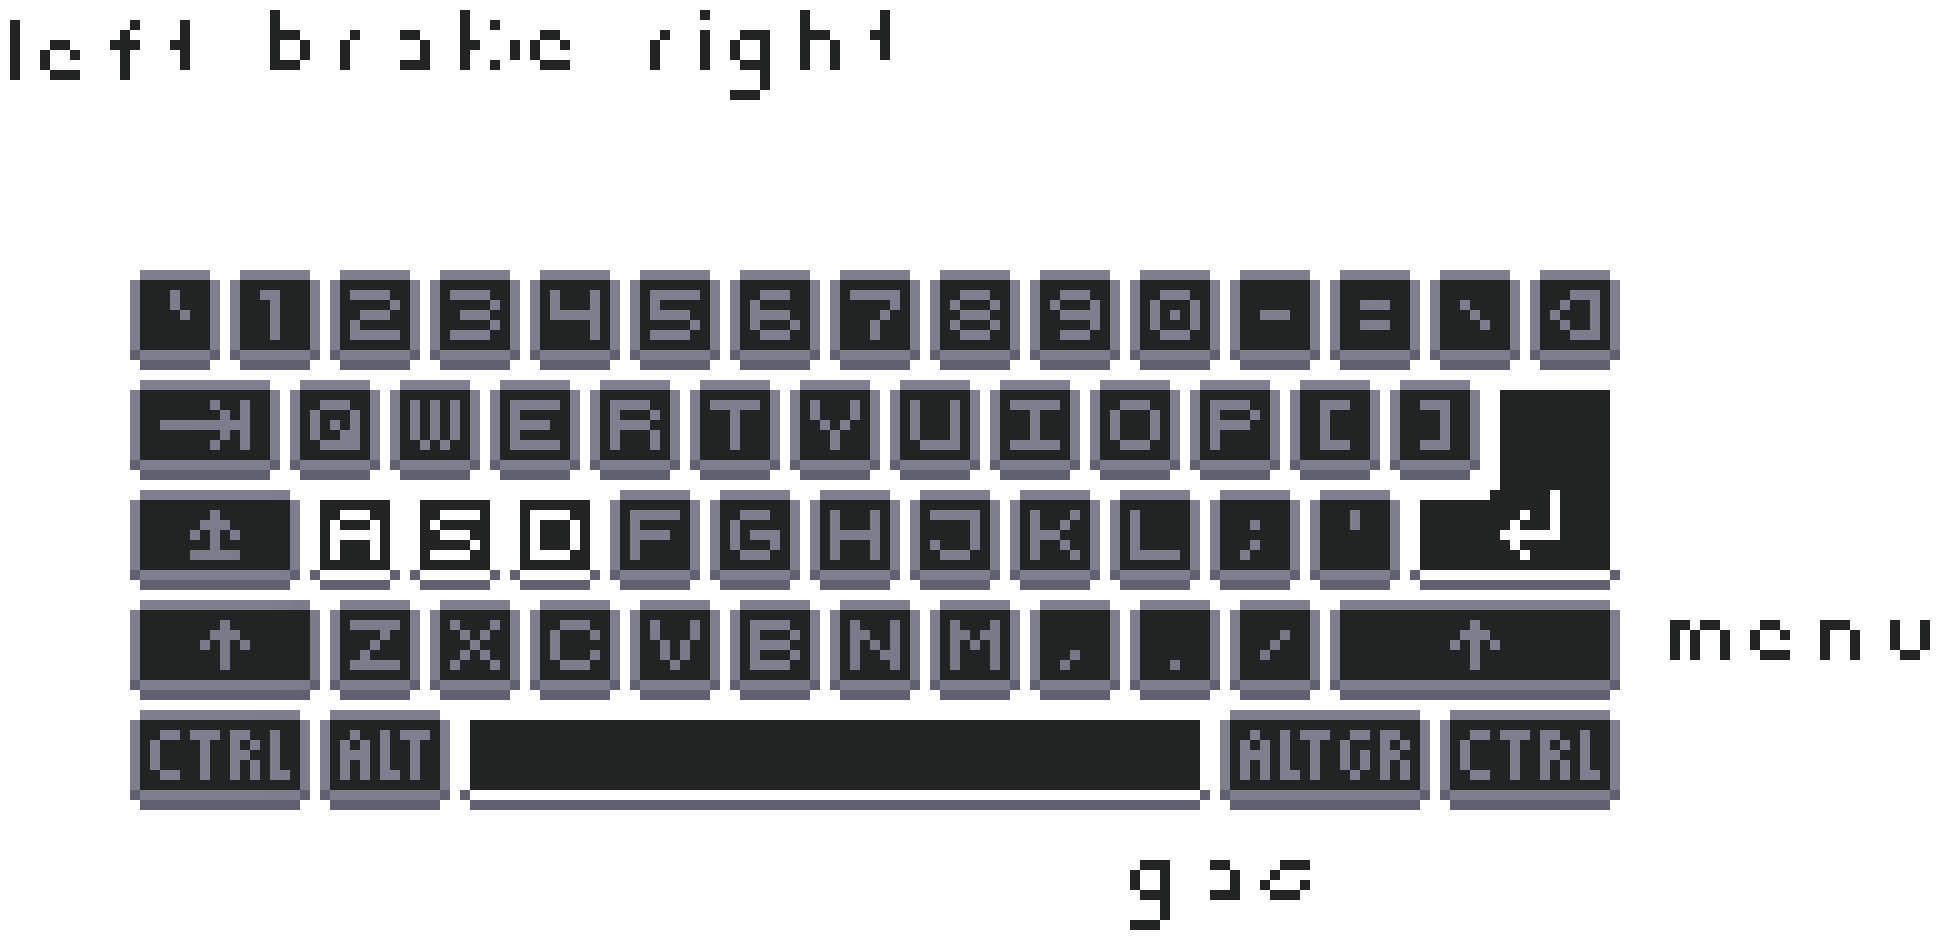 left brake right
' 1 2 3 4 5 6 7 8 9 0 - = \
Q W E R T Y U I O P [ ]
A S D F G H J K L ; '
Z X C V B N M , . /
menu
CTRL ALT ALTGR CTRL
gas